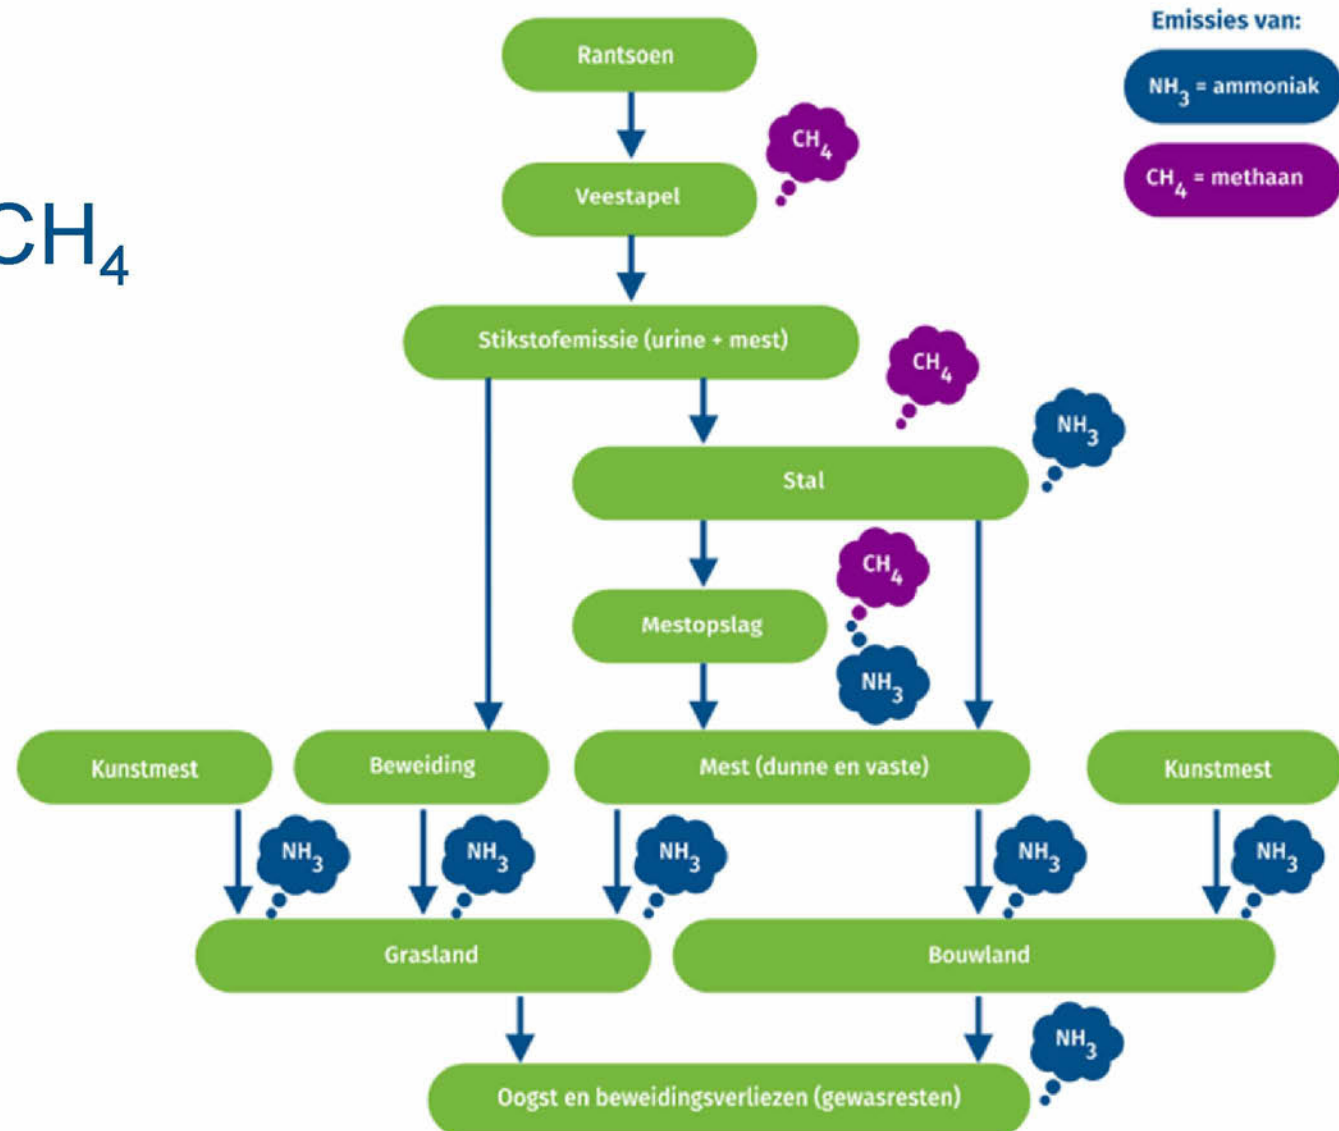 Emissies van:
Rantsoen
NH3 = ammoniak
CH4
CH4 = methaan
Veestapel
CH4
Stikstofemissie (urine + mest)
CH4
NH3
Stal
CH4
Mestopslag
NH3
Kunstmest
Beweiding
Mest (dunne en vaste)
Kunstmest
NH3
NH3
NH3
NH3
NH3
Grasland
Bouwland
NH3
Oogst en beweidingsverliezen (gewasresten)